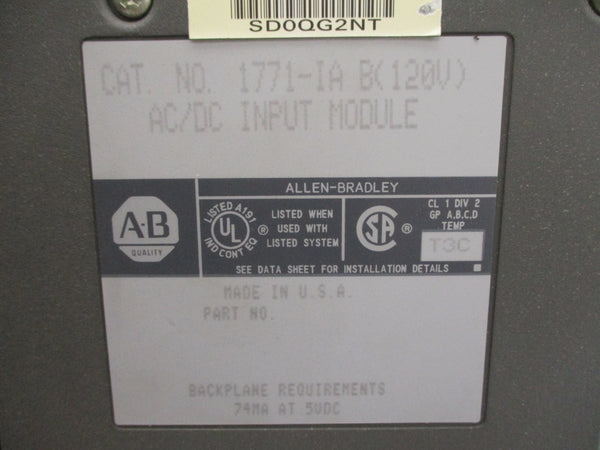 SD0QG2NT
CAT. NO. 1771-IA B(120V)
AC/DC INPUT MODULE
ALLEN-BRADLEY
A-B
QUALITY
LISTED A191
UL
IND CONT EQ
®
LISTED WHEN
USED WITH
LISTED SYSTEM
SA
®
CL 1 DIV 2
GP A,B,C,D
TEMP
T3C
SEE DATA SHEET FOR INSTALLATION DETAILS
MADE IN U.S.A.
PART NO.
BACKPLANE REQUIREMENTS
74MA AT 5VDC